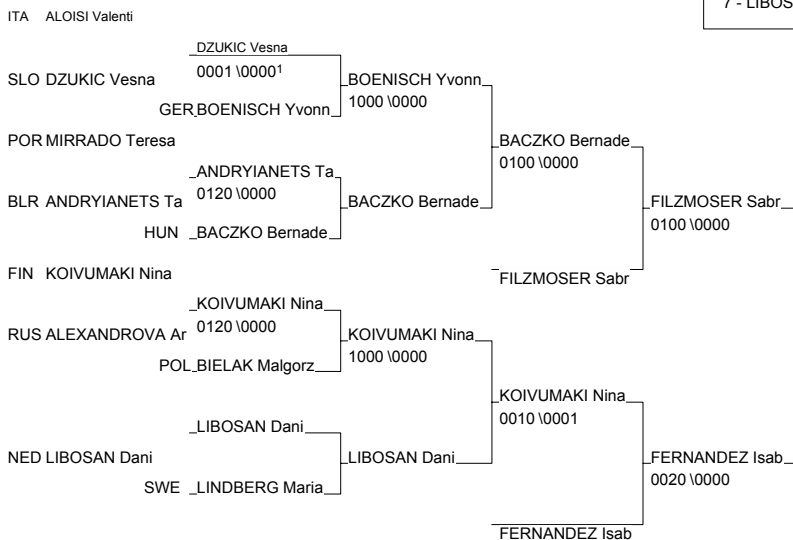 7 - LIBOS
ITA ALOISI Valenti
DZUKIC Vesna
0001 \0000¹
SLO DZUKIC Vesna
BOENISCH Yvonn
1000 \0000
GER BOENISCH Yvonn
POR MIRRADO Teresa
BACZKO Bernade
0100 \0000
ANDRYIANETS Ta
0120 \0000
BLR ANDRYIANETS Ta
BACZKO Bernade
FILZMOSER Sabr
0100 \0000
HUN BACZKO Bernade
FIN KOIVUMAKI Nina
FILZMOSER Sabr
KOIVUMAKI Nina
0120 \0000
RUS ALEXANDROVA Ar
KOIVUMAKI Nina
1000 \0000
POL BIELAK Malgorz
KOIVUMAKI Nina
0010 \0001
LIBOSAN Dani
NED LIBOSAN Dani
LIBOSAN Dani
FERNANDEZ Isab
0020 \0000
SWE LINDBERG Maria
FERNANDEZ Isab